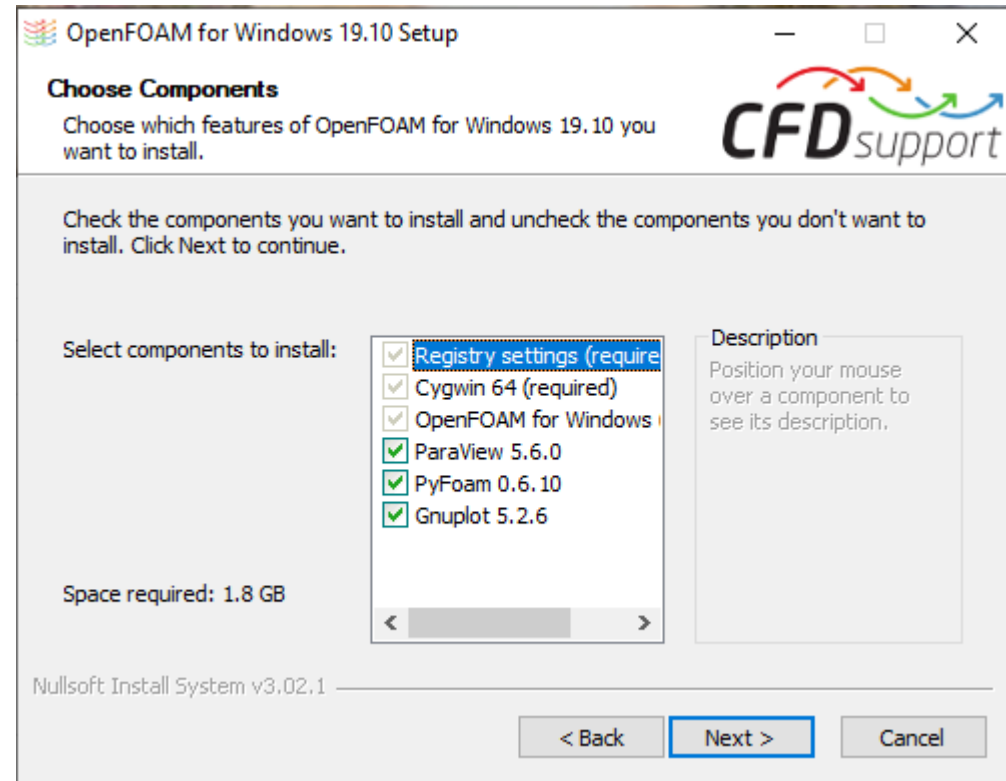 OpenFOAM for Windows 19.10 Setup
Choose Components
Choose which features of OpenFOAM for Windows 19.10 you
want to install.
CFD support
Check the components you want to install and uncheck the components you don't want to
install. Click Next to continue.
Select components to install:
Registry settings (require
Cygwin 64 (required)
OpenFOAM for Windows (
ParaView 5.6.0
PyFoam 0.6.10
Gnuplot 5.2.6
Description
Position your mouse
over a component to
see its description.
Space required: 1.8 GB
Nullsoft Install System v3.02.1
< Back
Next >
Cancel